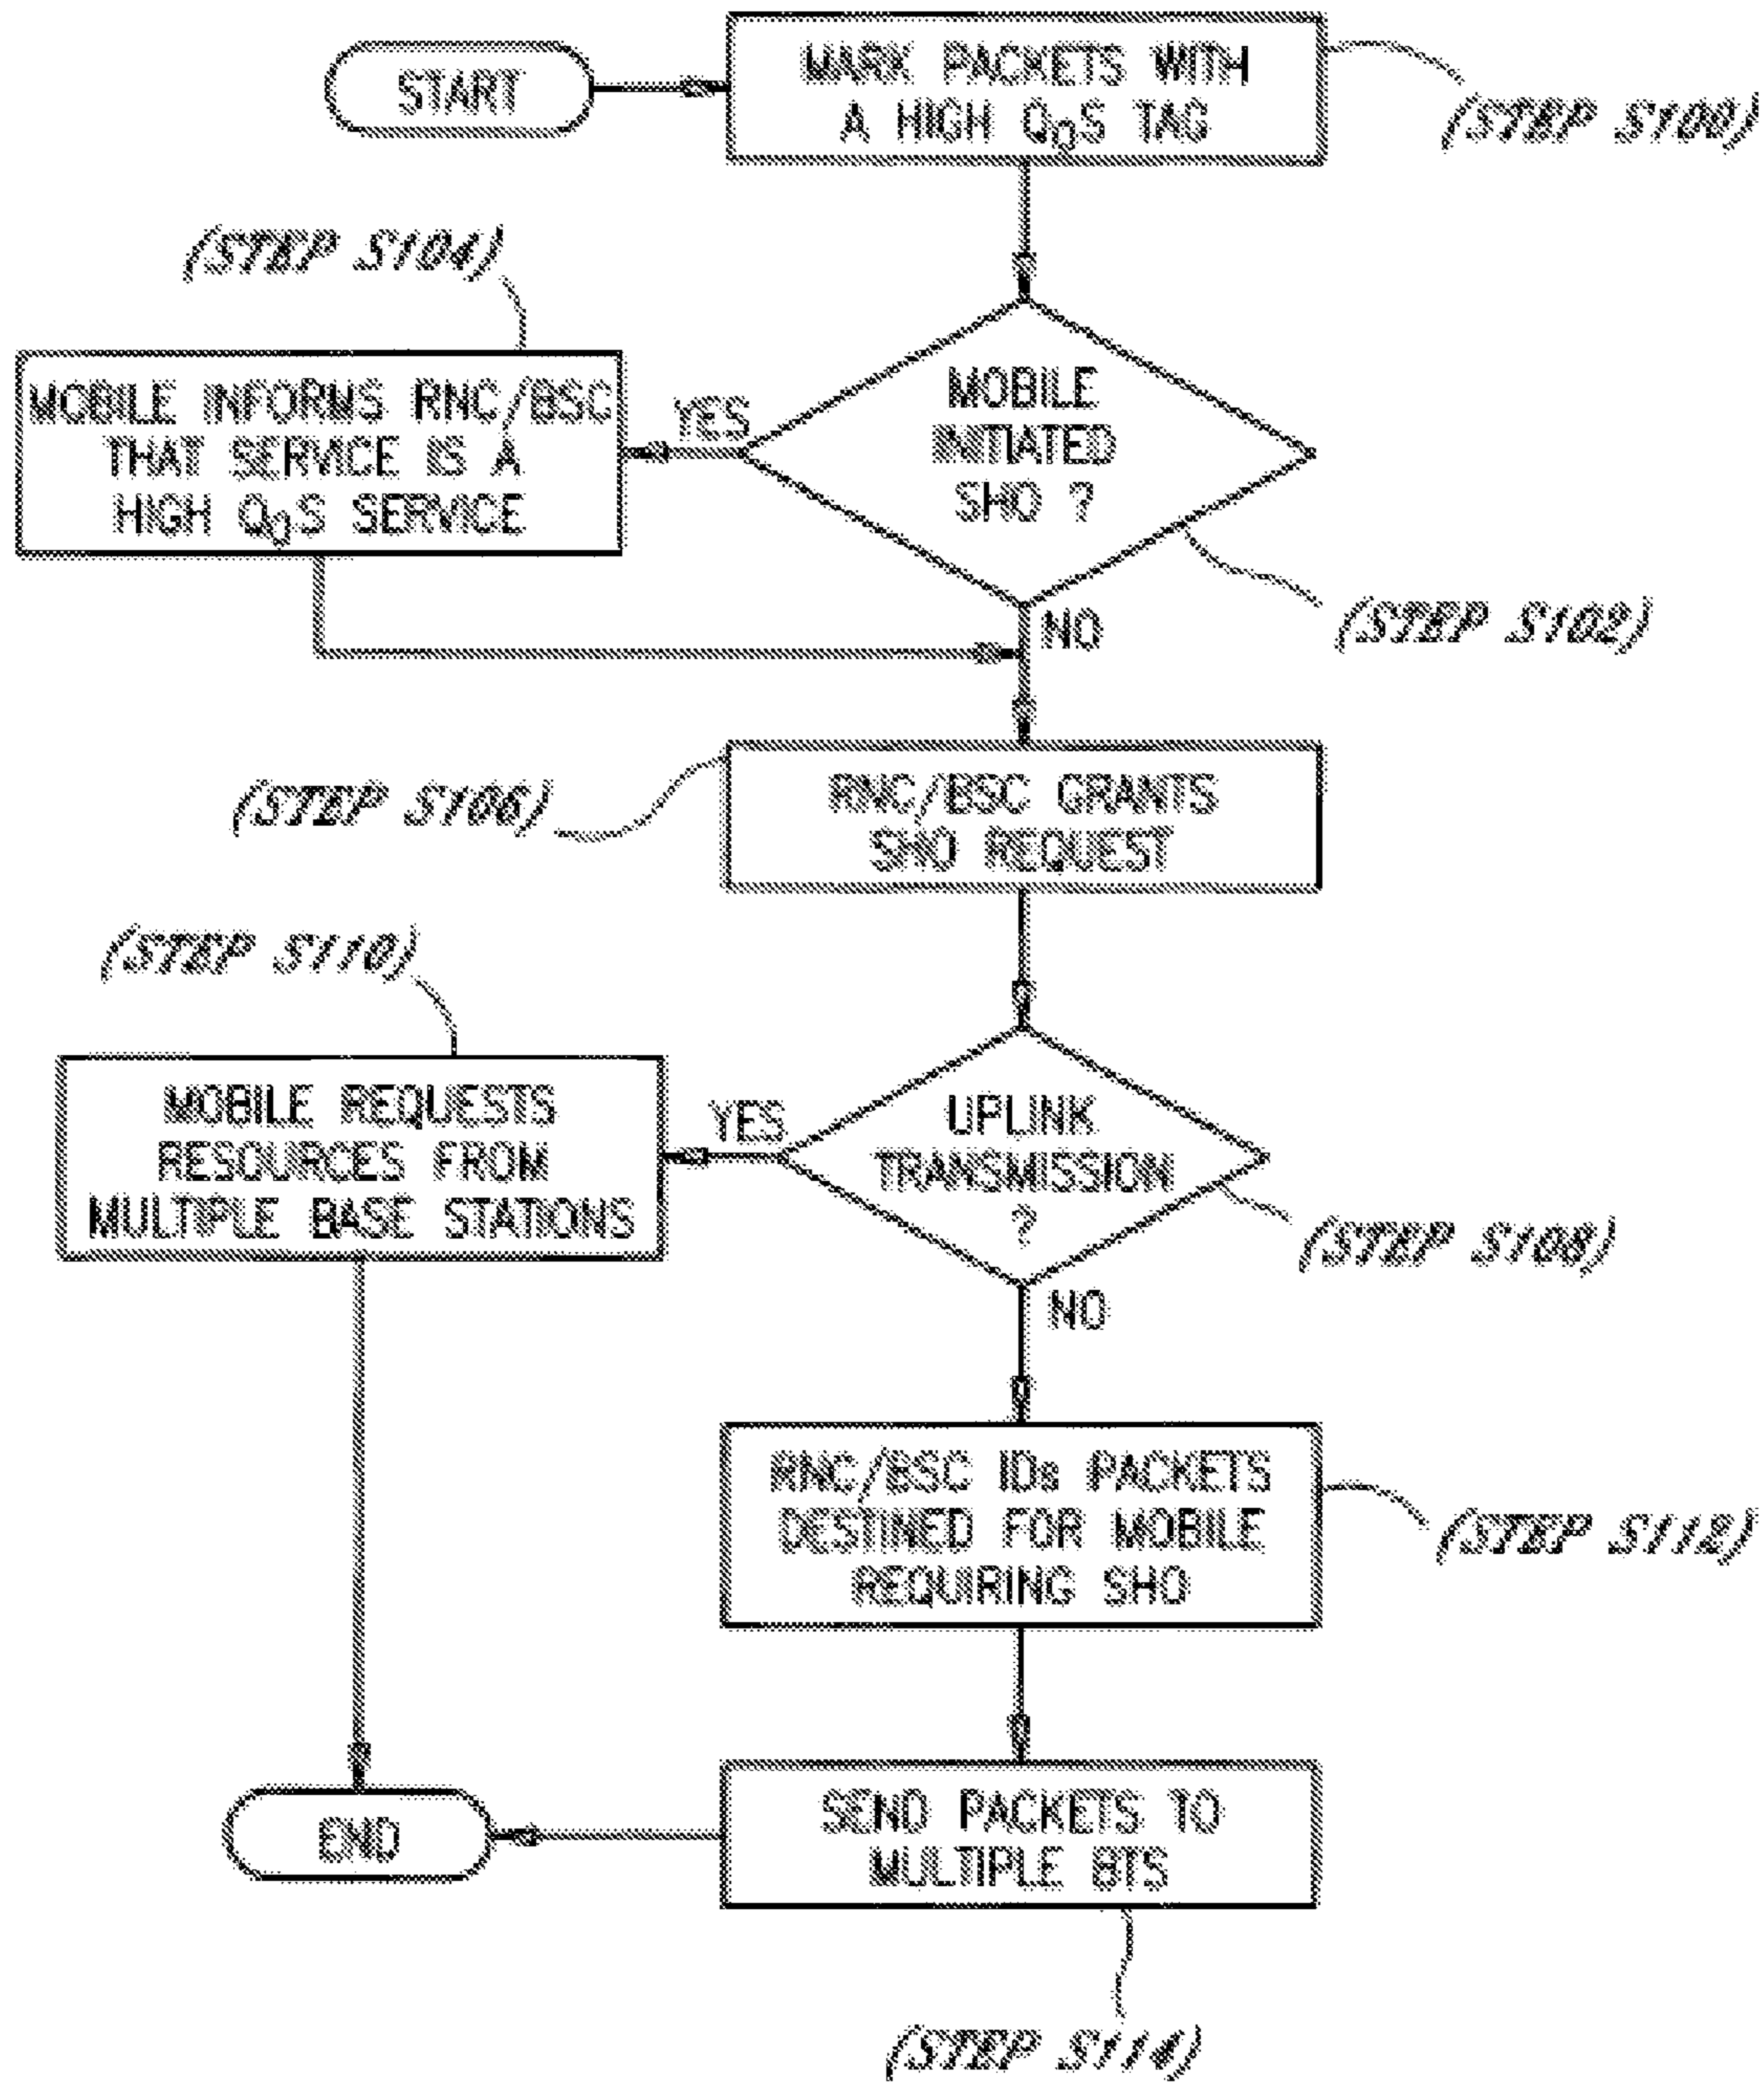 START
MARK PACKETS WITH
A HIGH QoS TAG
(STEP S100)
(STEP S104)
MOBILE INFORMS RNC/BSC
THAT SERVICE IS A
HIGH QoS SERVICE
YES
MOBILE
INITIATED
SHO ?
NO
(STEP S102)
(STEP S106)
RNC/BSC GRANTS
SHO REQUEST
(STEP S110)
MOBILE REQUESTS
RESOURCES FROM
MULTIPLE BASE STATIONS
YES
UPLINK
TRANSMISSION
?
(STEP S108)
NO
RNC/BSC IDs PACKETS
DESTINED FOR MOBILE
REQUIRING SHO
(STEP S112)
END
SEND PACKETS TO
MULTIPLE BTS
(STEP S114)